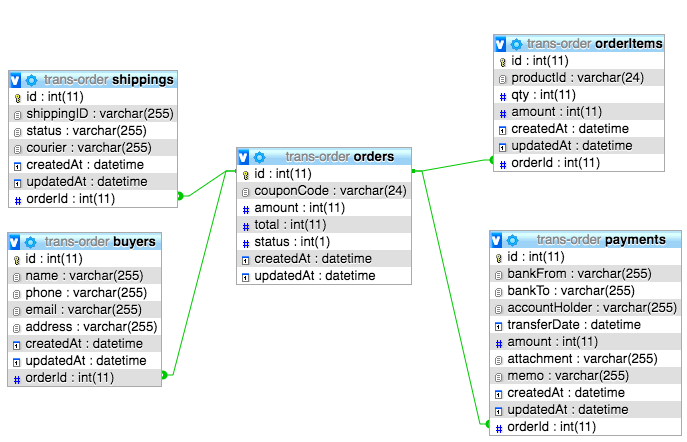 trans-order shippings
id : int(11)
shippingID : varchar(255)
status : varchar(255)
courier : varchar(255)
createdAt : datetime
updatedAt : datetime
orderId : int(11)
trans-order buyers
id : int(11)
name : varchar(255)
phone : varchar(255)
email : varchar(255)
address : varchar(255)
createdAt : datetime
updatedAt : datetime
orderId : int(11)
trans-order orders
id : int(11)
couponCode : varchar(24)
amount : int(11)
total : int(11)
status : int(1)
createdAt : datetime
updatedAt : datetime
trans-order orderItems
id : int(11)
productId : varchar(24)
qty : int(11)
amount : int(11)
createdAt : datetime
updatedAt : datetime
orderId : int(11)
trans-order payments
id : int(11)
bankFrom : varchar(255)
bankTo : varchar(255)
accountHolder : varchar(255)
transferDate : datetime
amount : int(11)
attachment : varchar(255)
memo : varchar(255)
createdAt : datetime
updatedAt : datetime
orderId : int(11)